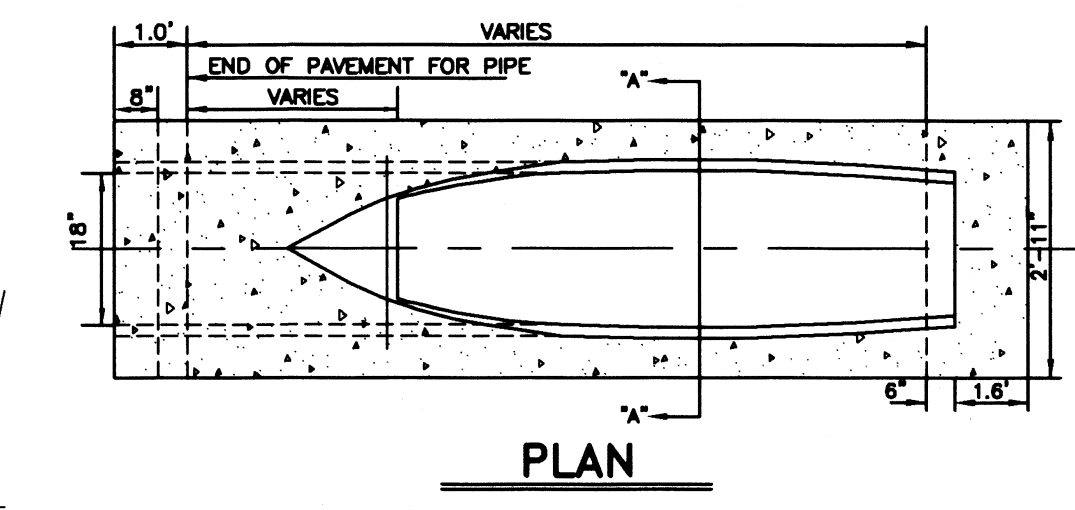 1.0' VARIES
END OF PAVEMENT FOR PIPE
"A"
8" VARIES
18"
2'-11"
6" 1.6'
"A"
PLAN